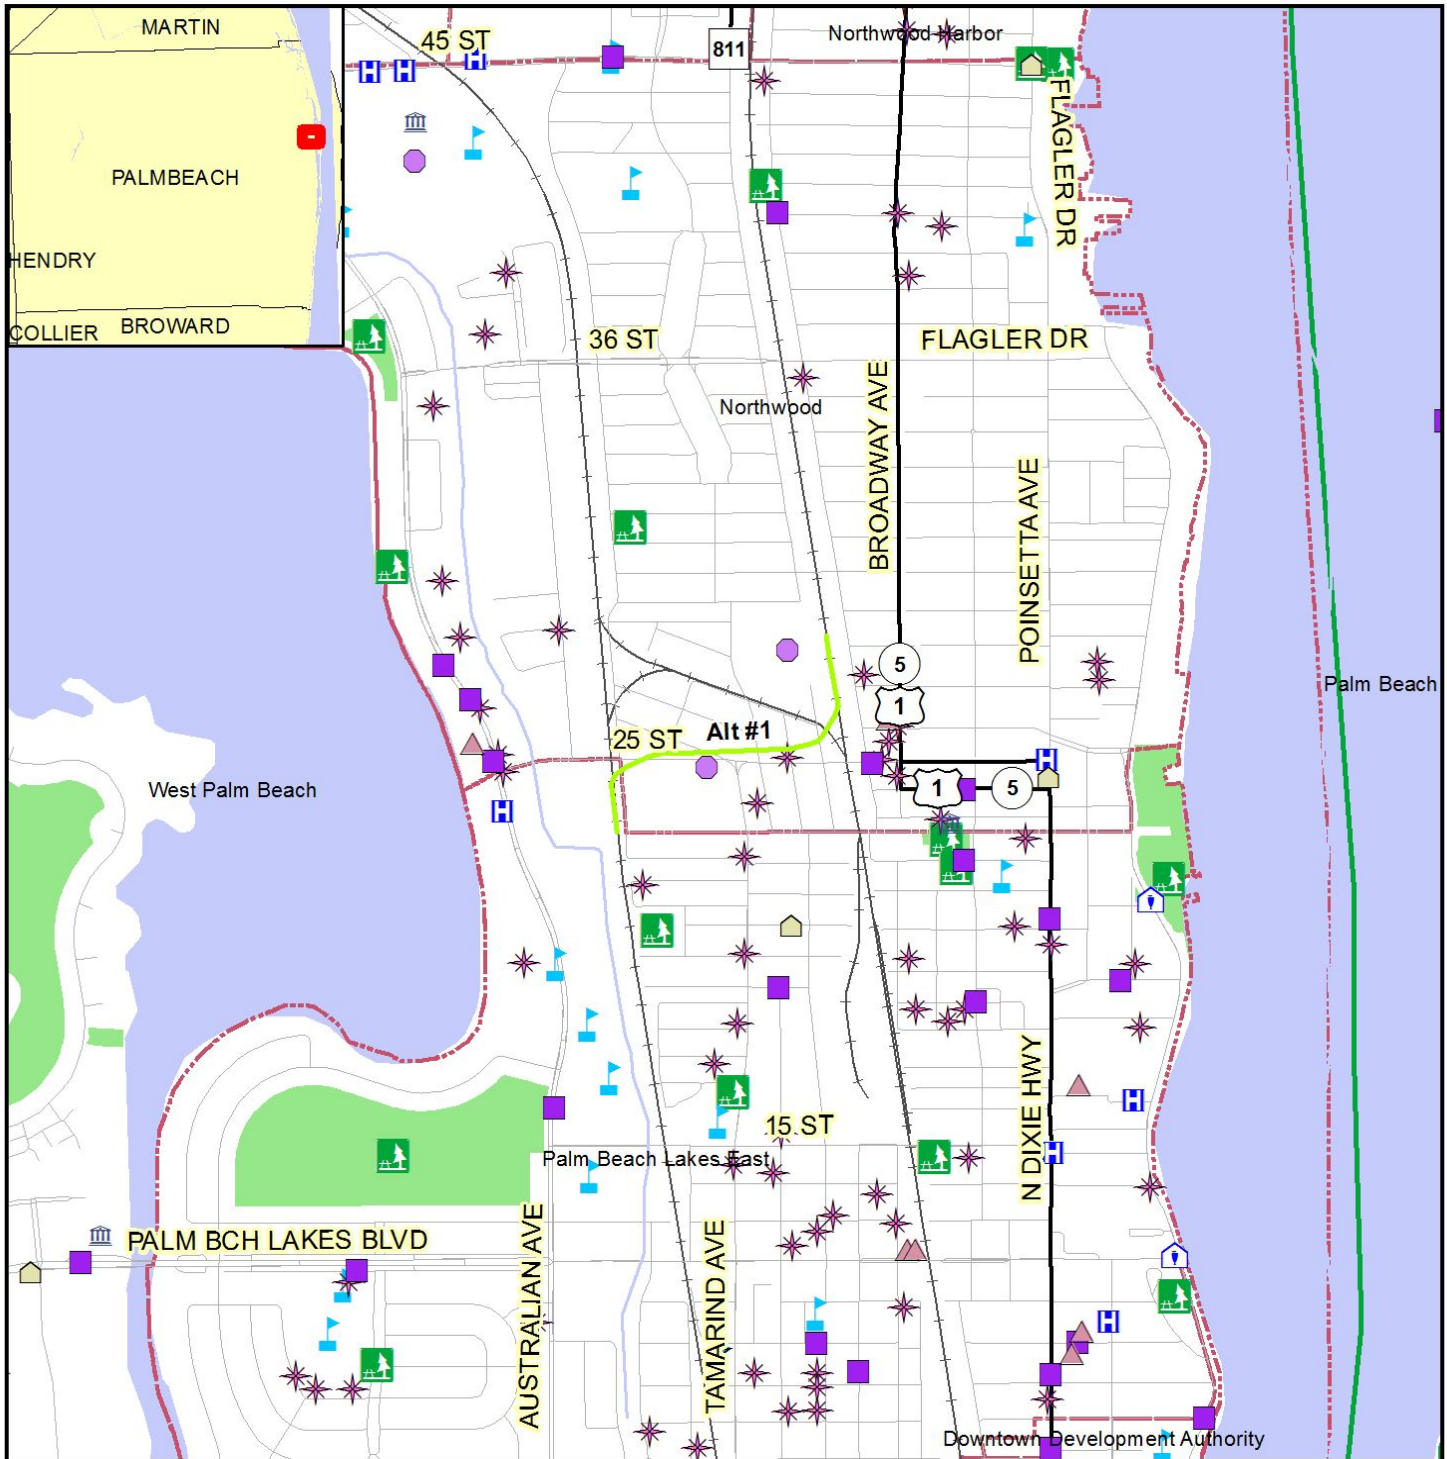 MARTIN
PALMBEACH
HENDRY
COLLIER
BROWARD
45 ST
811
Northwood Harbor
FLAGLER DR
36 ST
FLAGLER DR
Northwood
BROADWAY AVE
POINSETTA AVE
5
1
Palm Beach
25 ST
Alt #1
1
5
West Palm Beach
N DIXIE HWY
15 ST
Palm Beach Lakes East
PALM BCH LAKES BLVD
AUSTRALIAN AVE
TAMARIND AVE
Downtown Development Authority
H
H
H
H
H
H
H
H